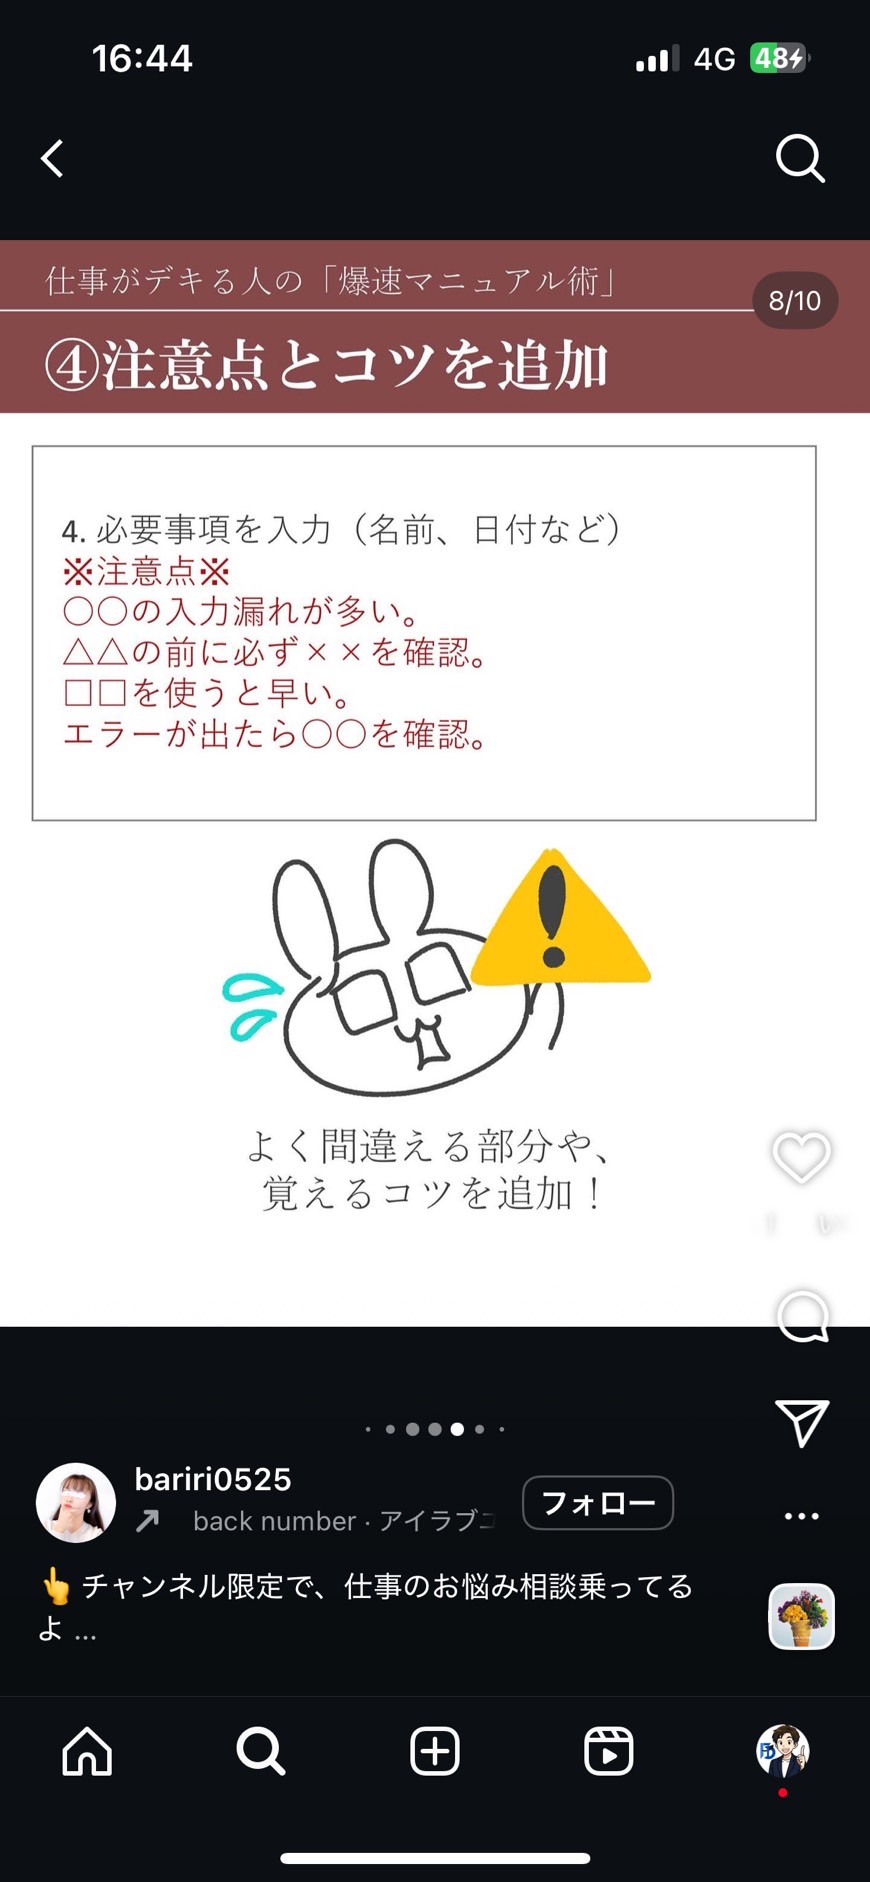 16:44
4G
48
仕事がデキる人の「爆速マニュアル術」
8/10
④注意点とコツを追加
4. 必要事項を入力（名前、日付など）
※注意点※
○○の入力漏れが多い。
△△の前に必ず××を確認。
□□を使うと早い。
エラーが出たら○○を確認。
よく間違える部分や、
覚えるコツを追加！
bariri0525
フォロー
back number · アイラブユ
👆 チャンネル限定で、仕事のお悩み相談乗ってる
よ ...